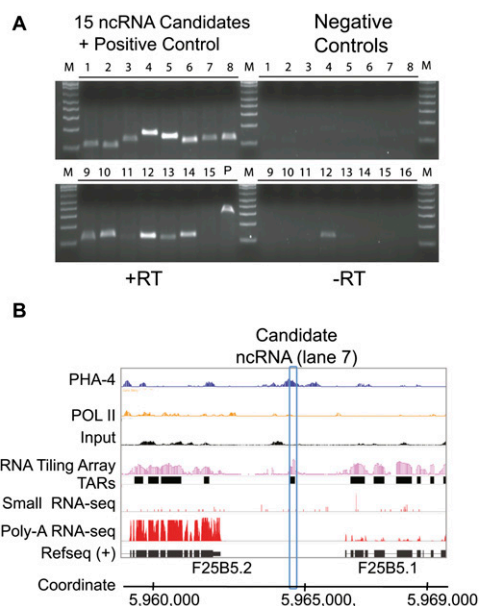 A
15 ncRNA Candidates
+ Positive Control
Negative
Controls
M 1 2 3 4 5 6 7 8 M 1 2 3 4 5 6 7 8 M
M 9 10 11 12 13 14 15 P M 9 10 11 12 13 14 15 16 M
+RT
-RT
B
Candidate
ncRNA (lane 7)
PHA-4
POL II
Input
RNA Tiling Array
TARs
Small RNA-seq
Poly-A RNA-seq
Refseq (+)
F25B5.2 F25B5.1
Coordinate
5,960,000 5,965,000 5,969,000